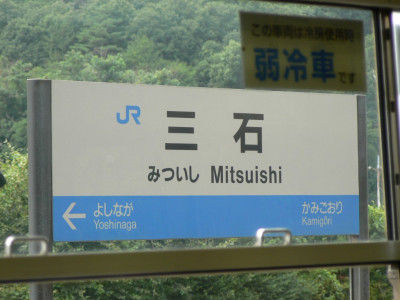 この車両は冷房使用時
弱冷車です
JR
三石
みついし Mitsuishi
よしなが
Yoshinaga
かみごおり
Kamigōri